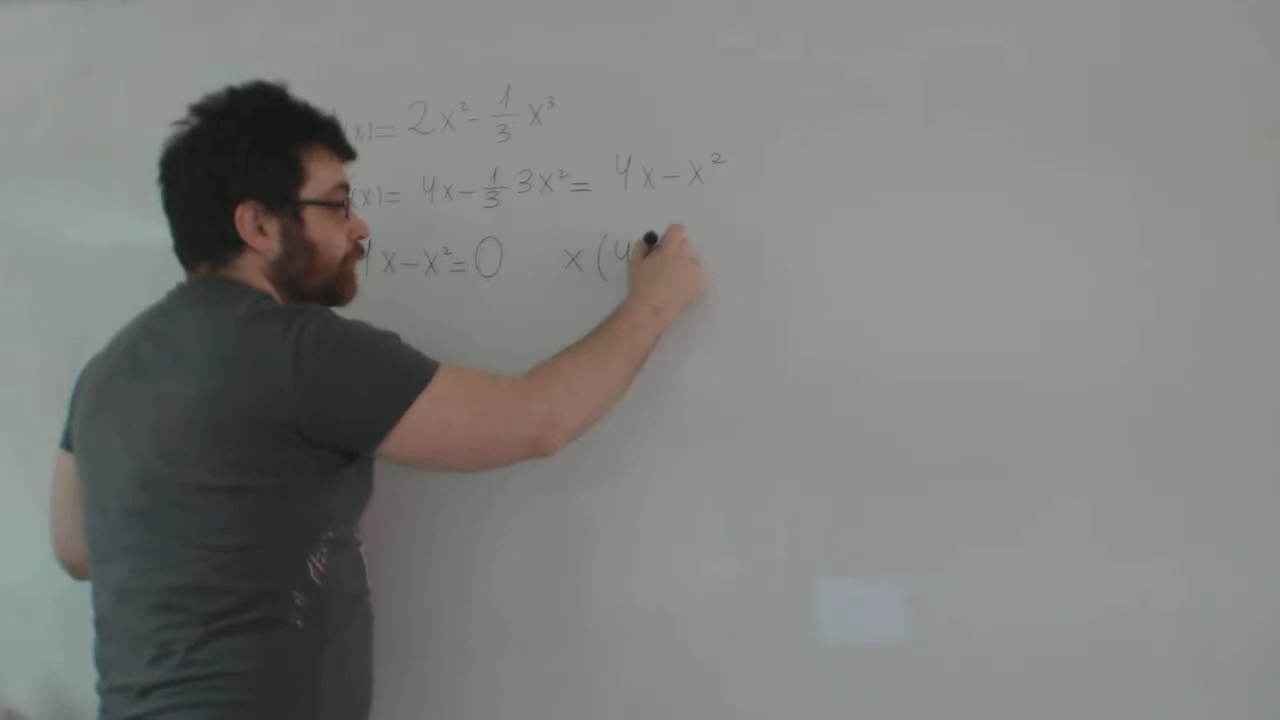 (x) = 2x² - 1/3 x³
(x) = 4x - 1/3 3x² = 4x - x²
4x - x² = 0 x (4